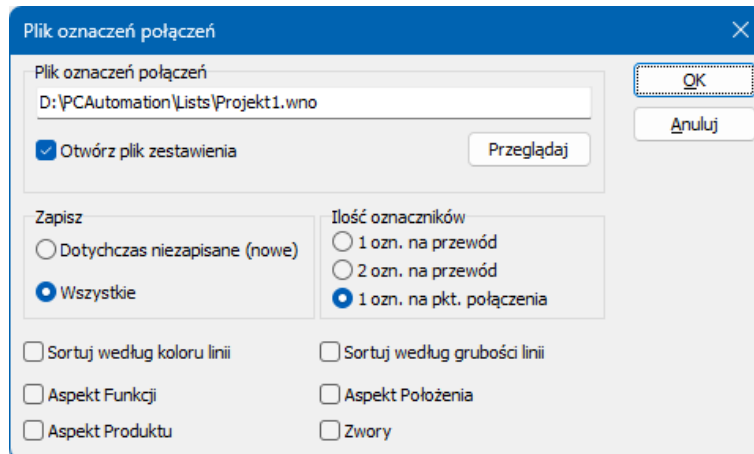 Plik oznaczeń połączeń
Plik oznaczeń połączeń
D:\PCAutomation\Lists\Projekt1.wno
Otwórz plik zestawienia
Przeglądaj
OK
Anuluj
Zapisz
Dotychczas niezapisane (nowe)
Wszystkie
Ilość oznaczników
1 ozn. na przewód
2 ozn. na przewód
1 ozn. na pkt. połączenia
Sortuj według koloru linii
Sortuj według grubości linii
Aspekt Funkcji
Aspekt Położenia
Aspekt Produktu
Zwory